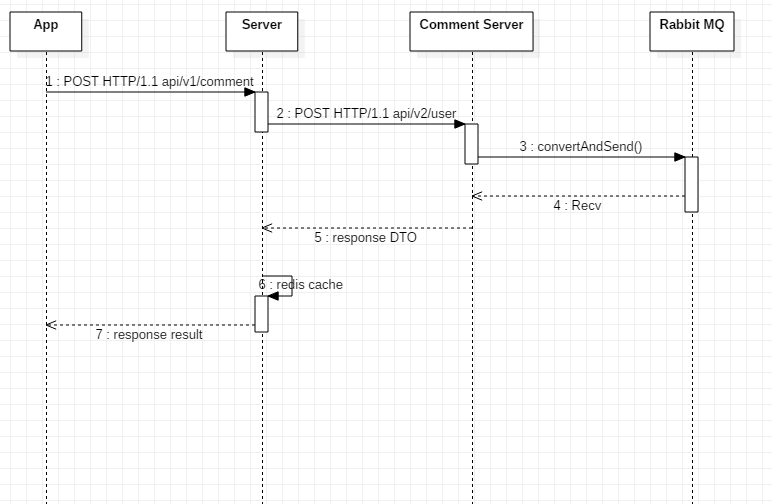 App
Server
Comment Server
Rabbit MQ
1 : POST HTTP/1.1 api/v1/comment
2 : POST HTTP/1.1 api/v2/user
3 : convertAndSend()
4 : Recv
5 : response DTO
6 : redis cache
7 : response result